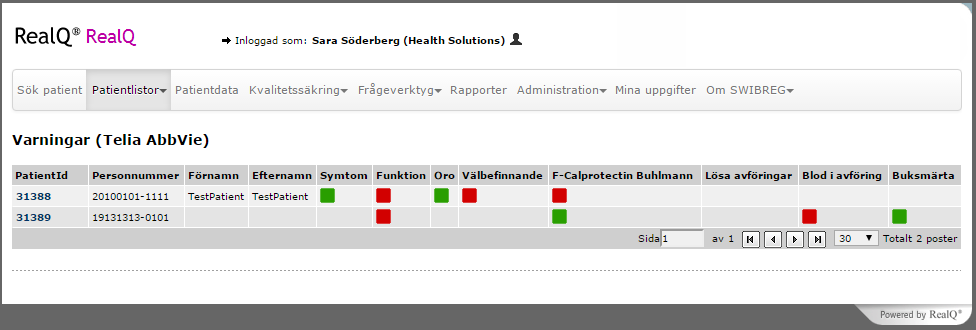 RealQ® RealQ
Inloggad som: Sara Söderberg (Health Solutions)
Sök patient Patientlistor Patientdata Kvalitetssäkring Frågeverktyg Rapporter Administration Mina uppgifter Om SWIBREG
Varningar (Telia AbbVie)
PatientId Personnummer Förnamn Efternamn Symtom Funktion Oro Välbefinnande F-Calprotectin Buhlmann Lösa avföringar Blod i avföring Buksmärta
31388 20100101-1111 TestPatient TestPatient
31389 19131313-0101
Sida 1 av 1 30 Totalt 2 poster
Powered by RealQ®